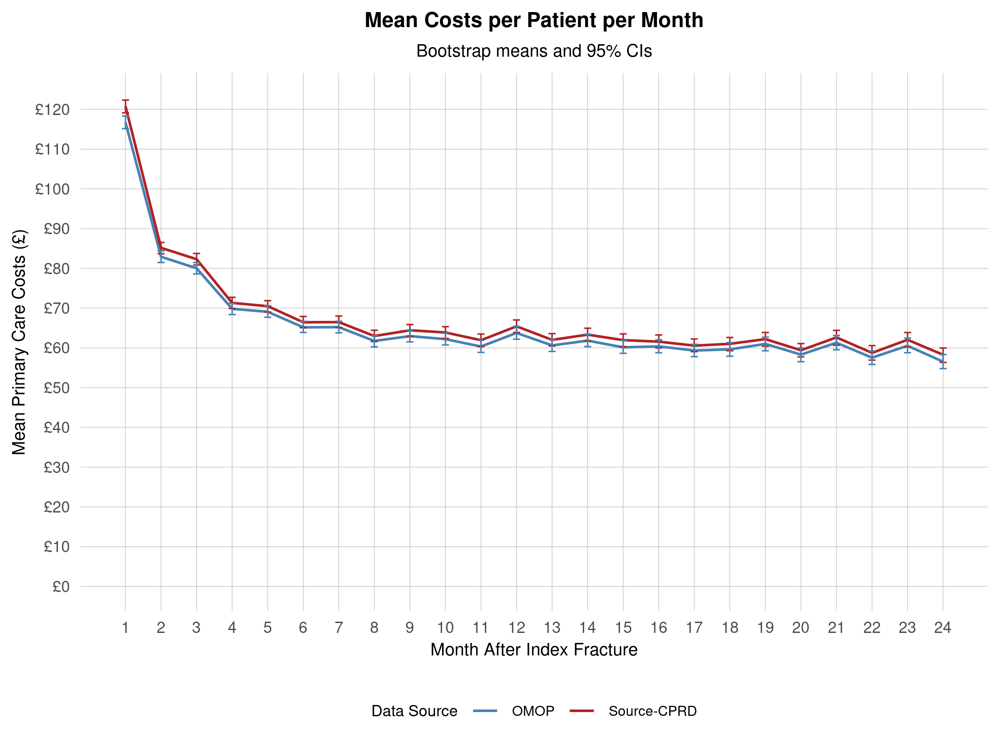 Mean Costs per Patient per Month
Bootstrap means and 95% CIs
Mean Primary Care Costs (£)
£120
£110
£100
£90
£80
£70
£60
£50
£40
£30
£20
£10
£0
1 2 3 4 5 6 7 8 9 10 11 12 13 14 15 16 17 18 19 20 21 22 23 24
Month After Index Fracture
Data Source OMOP Source-CPRD